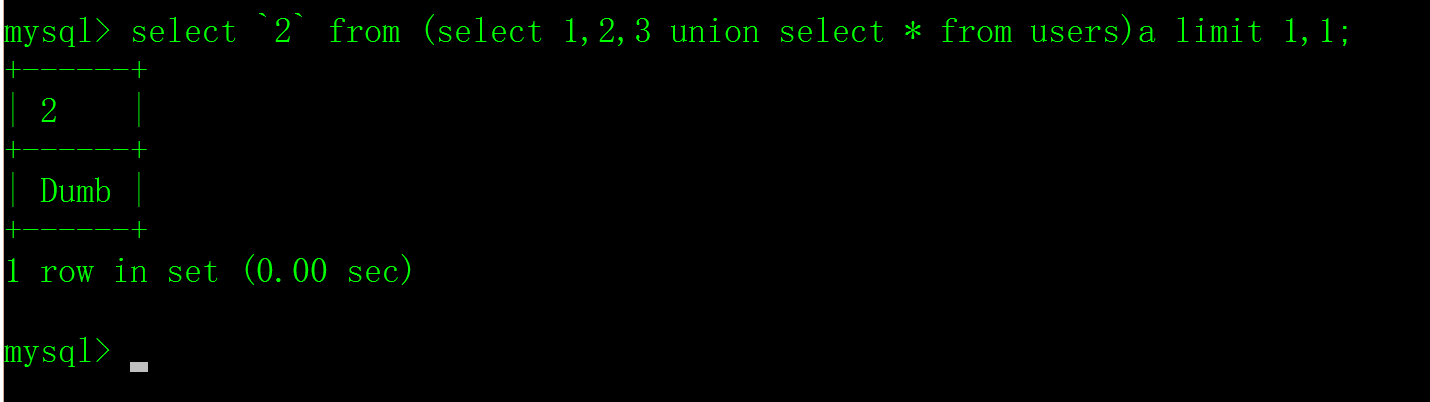 mysql> select `2` from (select 1,2,3 union select * from users)a limit 1,1;
+------+
| 2    |
+------+
| Dumb |
+------+
1 row in set (0.00 sec)
mysql> _